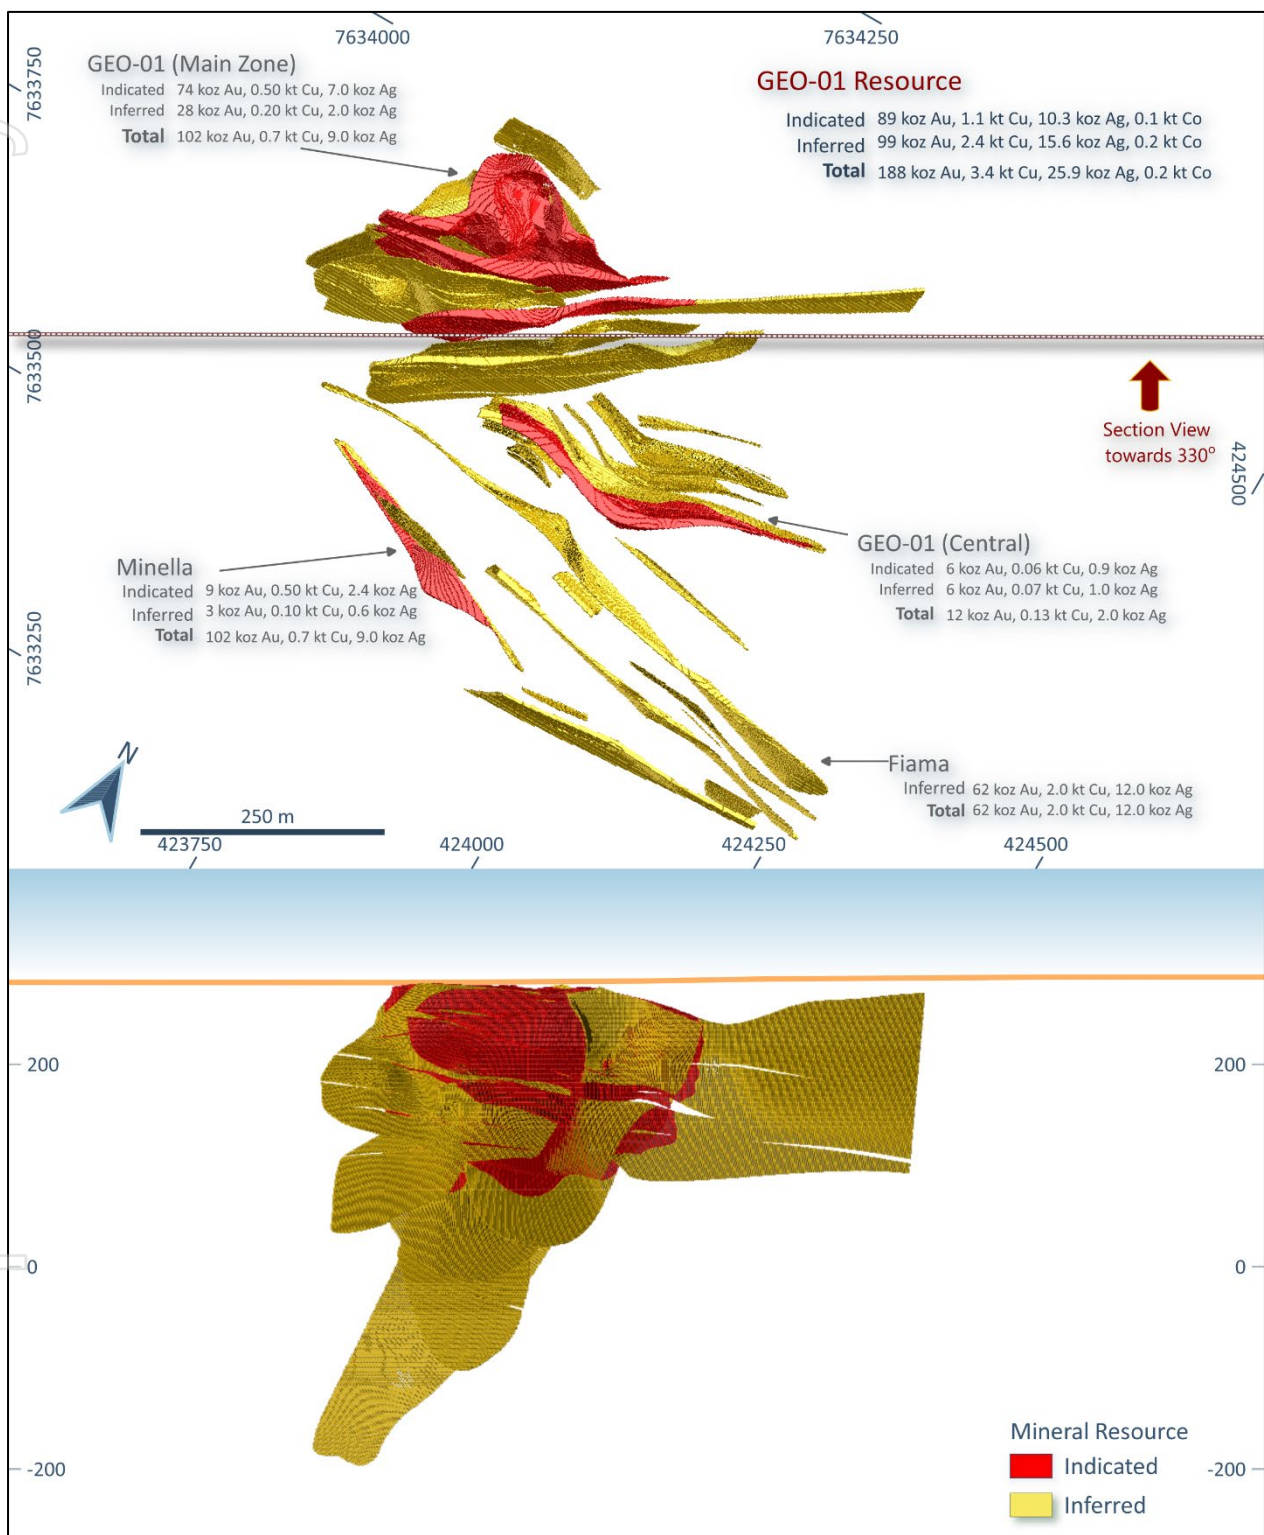 7634000
7634250
7633750
GEO-01 (Main Zone)
Indicated 74 koz Au, 0.50 kt Cu, 7.0 koz Ag
Inferred 28 koz Au, 0.20 kt Cu, 2.0 koz Ag
Total 102 koz Au, 0.7 kt Cu, 9.0 koz Ag
GEO-01 Resource
Indicated 89 koz Au, 1.1 kt Cu, 10.3 koz Ag, 0.1 kt Co
Inferred 99 koz Au, 2.4 kt Cu, 15.6 koz Ag, 0.2 kt Co
Total 188 koz Au, 3.4 kt Cu, 25.9 koz Ag, 0.2 kt Co
7633500
Section View
towards 330°
424500
GEO-01 (Central)
Indicated 6 koz Au, 0.06 kt Cu, 0.9 koz Ag
Inferred 6 koz Au, 0.07 kt Cu, 1.0 koz Ag
Total 12 koz Au, 0.13 kt Cu, 2.0 koz Ag
Minella
Indicated 9 koz Au, 0.50 kt Cu, 2.4 koz Ag
Inferred 3 koz Au, 0.10 kt Cu, 0.6 koz Ag
Total 102 koz Au, 0.7 kt Cu, 9.0 koz Ag
7633250
Fiama
Inferred 62 koz Au, 2.0 kt Cu, 12.0 koz Ag
Total 62 koz Au, 2.0 kt Cu, 12.0 koz Ag
N
250 m
423750
424000
424250
424500
200
200
0
0
-200
-200
Mineral Resource
Indicated
Inferred